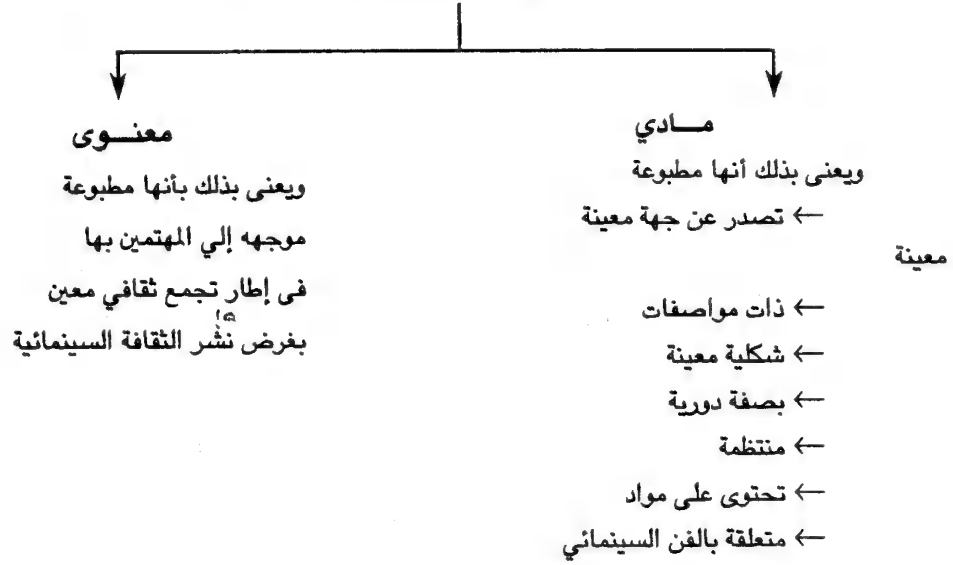 مـــادي
ويعنى بذلك أنها مطبوعة
← تصدر عن جهة معينة
معينة
← ذات مواصفات
← شكلية معينة
← بصفة دورية
← منتظمة
← تحتوى على مواد
← متعلقة بالفن السينمائي
معنـــوى
ويعنى بذلك بأنها مطبوعة
موجهه إلي المهتمين بها
فى إطار تجمع ثقافي معين
بغرض نشر الثقافة السينمائية